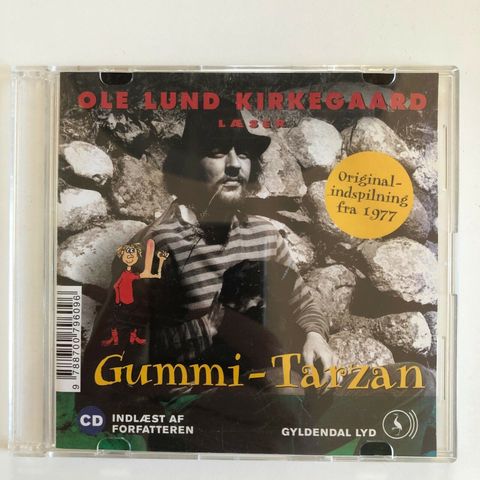 OLE LUND KIRKEGAARD
LÆSER
Original-
indspilning
fra 1977
9 788700 796096
Gummi-Tarzan
CD
INDLÆST AF
FORFATTEREN
GYLDENDAL LYD